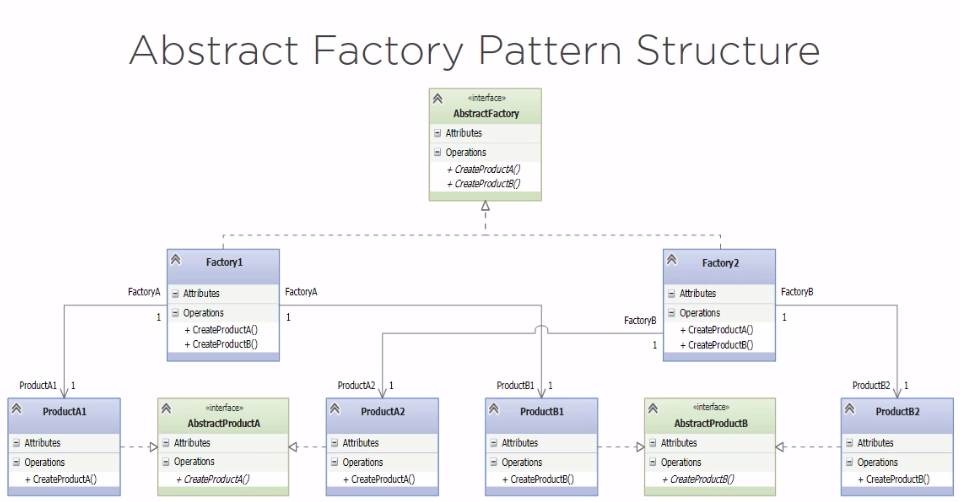 Abstract Factory Pattern Structure
«interface»
AbstractFactory
Attributes
Operations
+ CreateProductA()
+ CreateProductB()
Factory1
Attributes
Operations
+ CreateProductA()
+ CreateProductB()
Factory2
Attributes
Operations
+ CreateProductA()
+ CreateProductB()
FactoryA
1
FactoryA
1
FactoryB
1
FactoryB
1
ProductA1
1
ProductA2
1
ProductB1
1
ProductB2
1
ProductA1
Attributes
Operations
+ CreateProductA()
«interface»
AbstractProductA
Attributes
Operations
+ CreateProductA()
ProductA2
Attributes
Operations
+ CreateProductA()
ProductB1
Attributes
Operations
+ CreateProductB()
«interface»
AbstractProductB
Attributes
Operations
+ CreateProductB()
ProductB2
Attributes
Operations
+ CreateProductB()